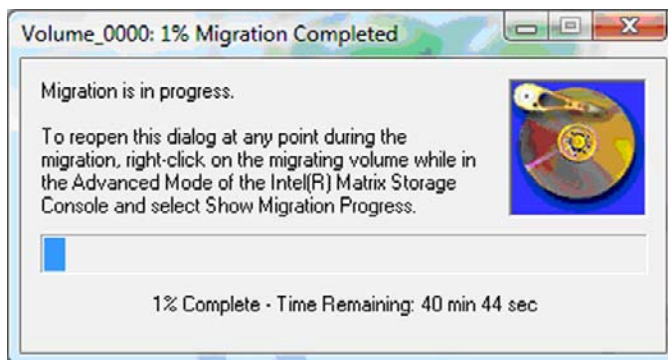 Volume_0000: 1% Migration Completed
Migration is in progress.
To reopen this dialog at any point during the
migration, right-click on the migrating volume while in
the Advanced Mode of the Intel(R) Matrix Storage
Console and select Show Migration Progress.
1% Complete - Time Remaining: 40 min 44 sec